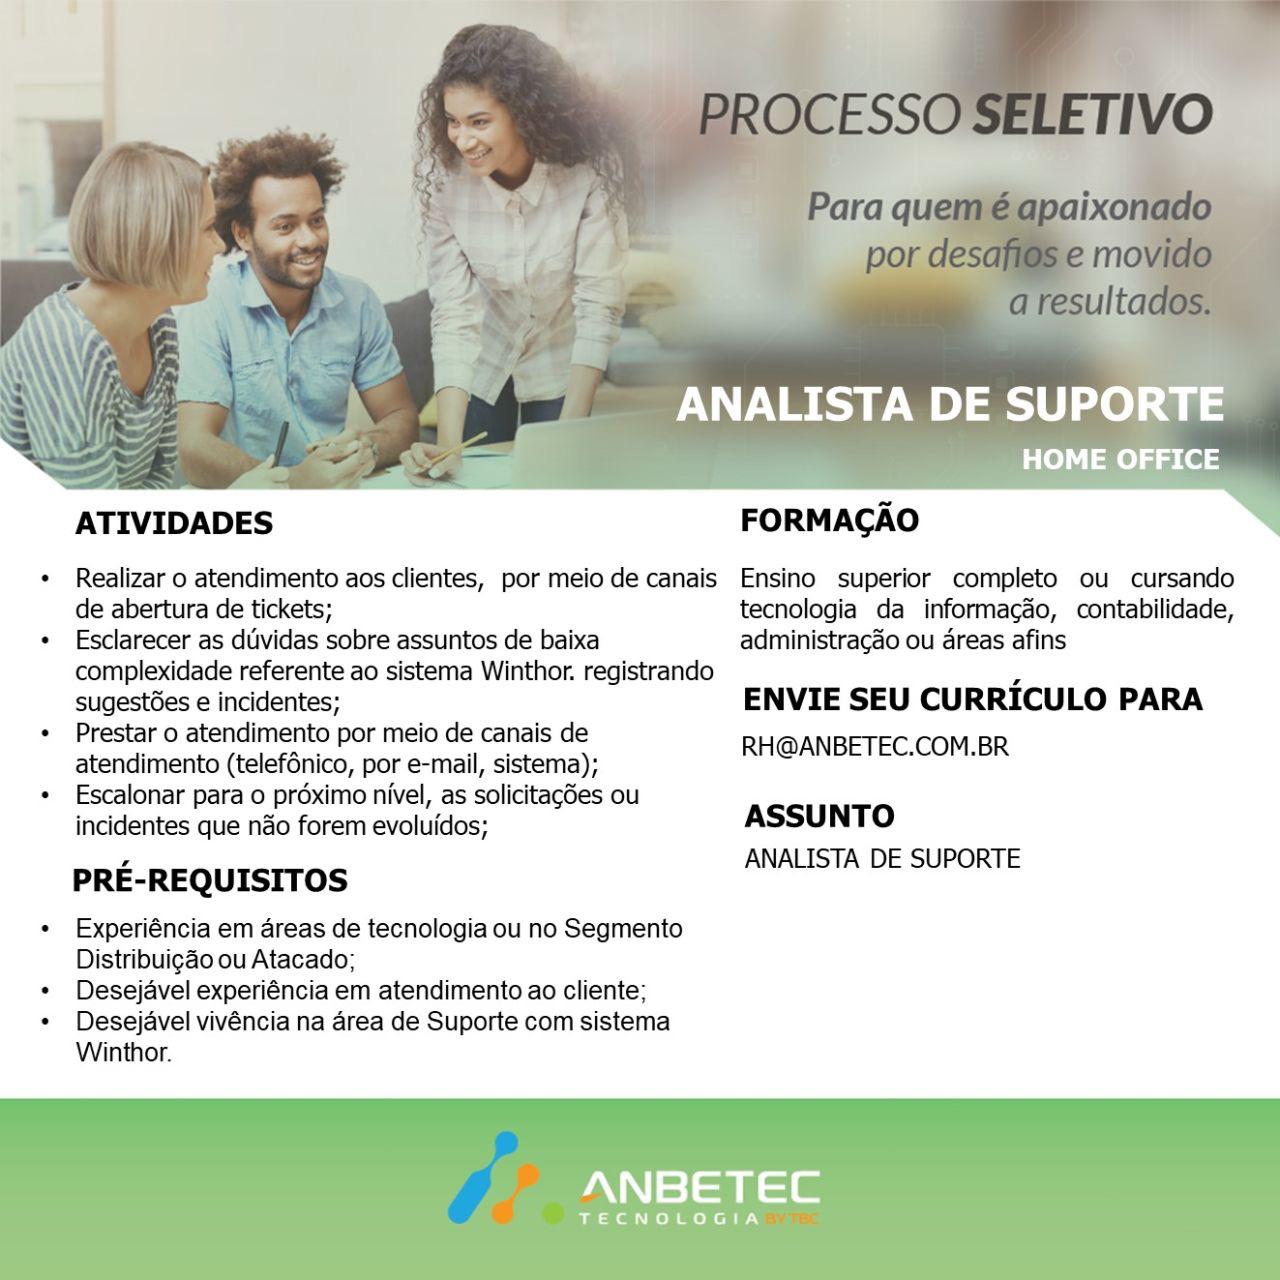 PROCESSO SELETIVO
Para quem é apaixonado
por desafios e movido
a resultados.
ANALISTA DE SUPORTE
HOME OFFICE
ATIVIDADES
• Realizar o atendimento aos clientes, por meio de canais
de abertura de tickets;
• Esclarecer as dúvidas sobre assuntos de baixa
complexidade referente ao sistema Winthor. registrando
sugestões e incidentes;
• Prestar o atendimento por meio de canais de
atendimento (telefônico, por e-mail, sistema);
• Escalonar para o próximo nível, as solicitações ou
incidentes que não forem evoluídos;
PRÉ-REQUISITOS
• Experiência em áreas de tecnologia ou no Segmento
Distribuição ou Atacado;
• Desejável experiência em atendimento ao cliente;
• Desejável vivência na área de Suporte com sistema
Winthor.
FORMAÇÃO
Ensino superior completo ou cursando
tecnologia da informação, contabilidade,
administração ou áreas afins
ENVIE SEU CURRÍCULO PARA
RH@ANBETEC.COM.BR
ASSUNTO
ANALISTA DE SUPORTE
ANBETEC
TECNOLOGIA BY TBC